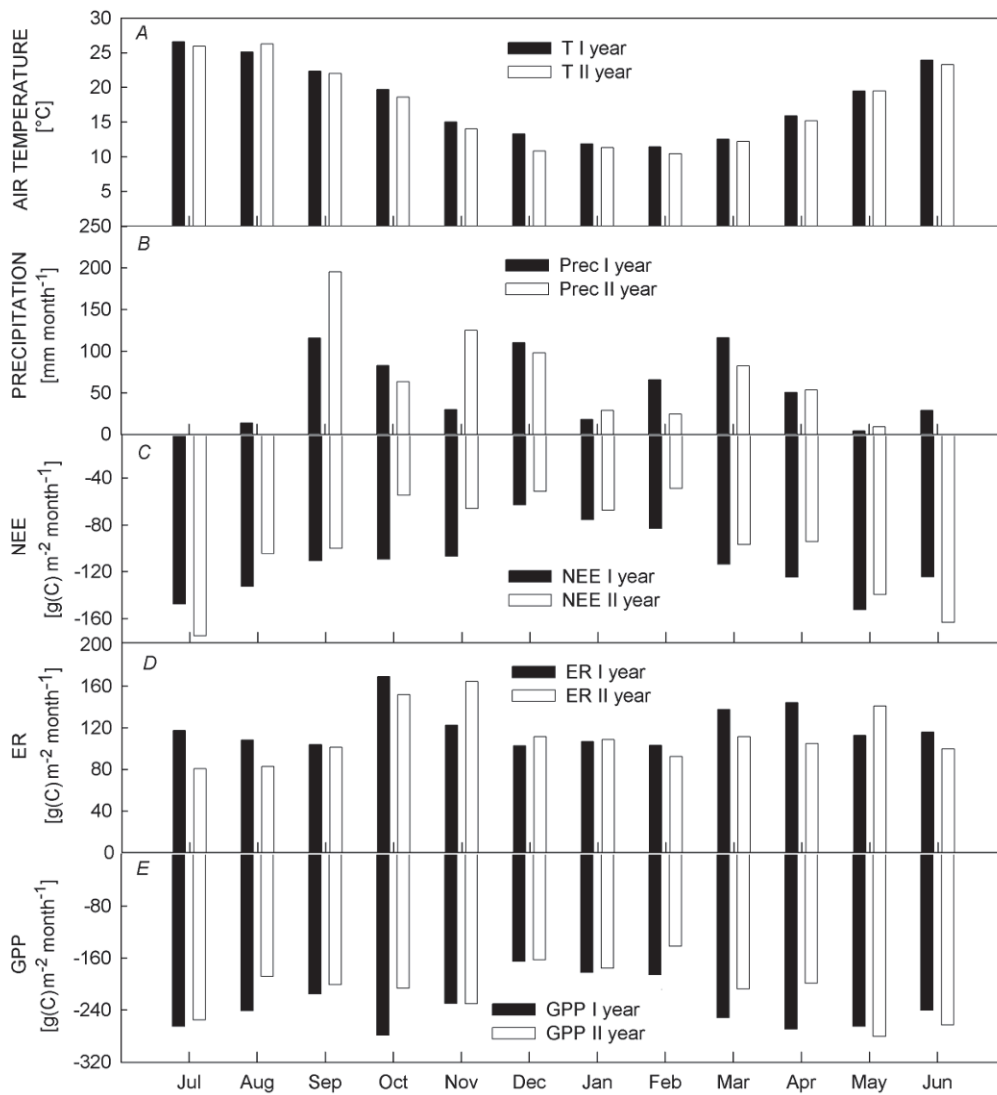 A
T I year
T II year
AIR TEMPERATURE
[°C]
30
25
20
15
10
5
250
B
Prec I year
Prec II year
PRECIPITATION
[mm month-1]
200
150
100
50
0
C
NEE I year
NEE II year
NEE
[g(C) m-2 month-1]
-40
-80
-120
-160
200
D
ER I year
ER II year
ER
[g(C) m-2 month-1]
160
120
80
40
0
E
GPP I year
GPP II year
GPP
[g(C) m-2 month-1]
-80
-160
-240
-320
Jul Aug Sep Oct Nov Dec Jan Feb Mar Apr May Jun